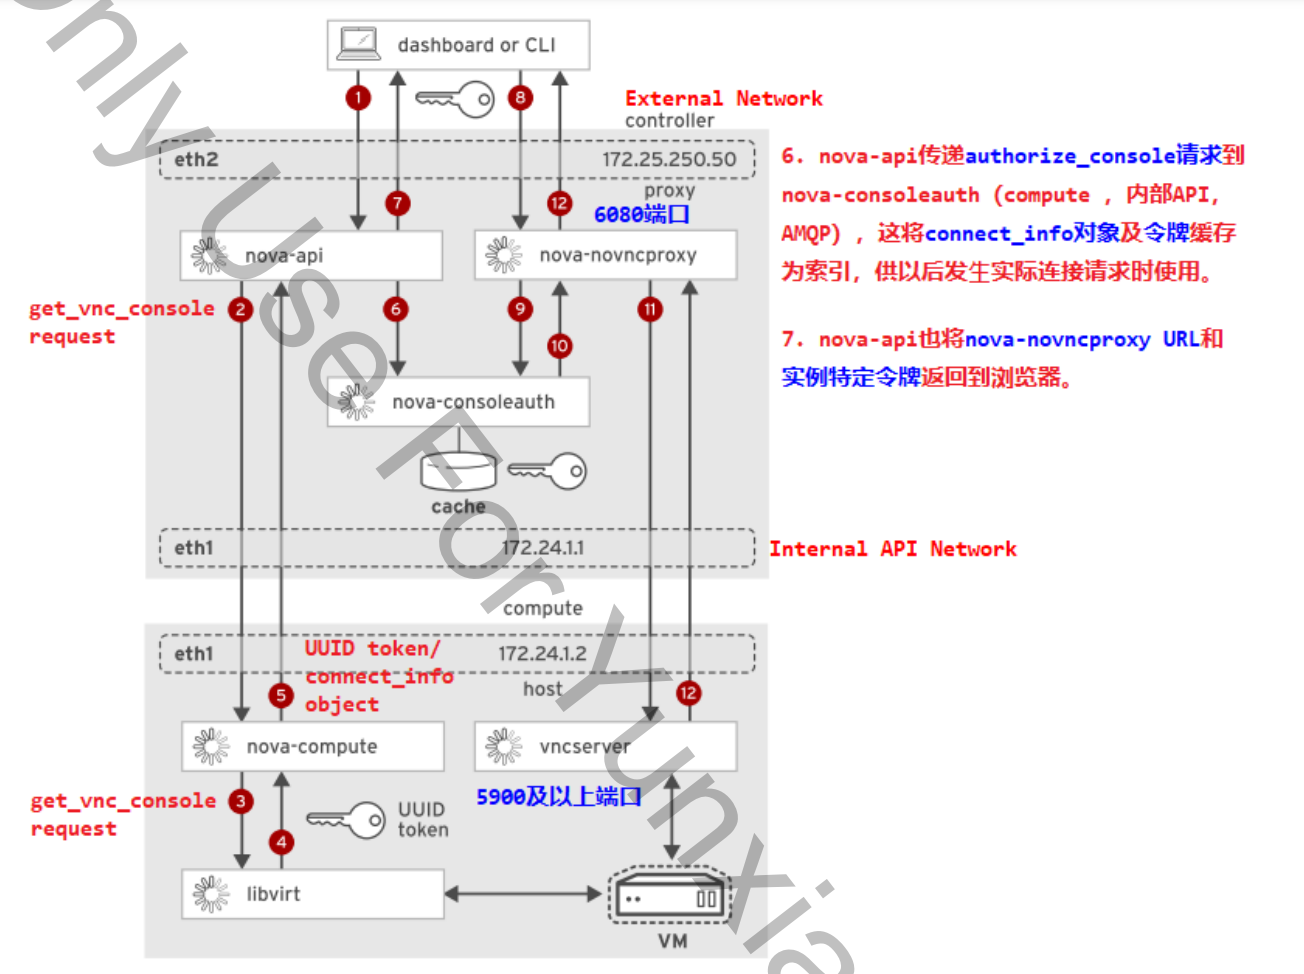 dashboard or CLI
1
8
External Network
controller
eth2
172.25.250.50
proxy
7
12
6080端口
nova-api
nova-novncproxy
get_vnc_console
request
2
6
9
11
10
nova-consoleauth
cache
eth1
172.24.1.1
Internal API Network
compute
eth1
UUID token/
connect_info
object
172.24.1.2
host
5
12
nova-compute
vncserver
get_vnc_console
request
3
4
UUID
token
5900及以上端口
libvirt
VM
6. nova-api传递authorize_console请求到
nova-consoleauth (compute , 内部API,
AMQP) , 这将connect_info对象及令牌缓存
为索引, 供以后发生实际连接请求时使用。
7. nova-api也将nova-novncproxy URL和
实例特定令牌返回到浏览器。
Only Use For Yunxia